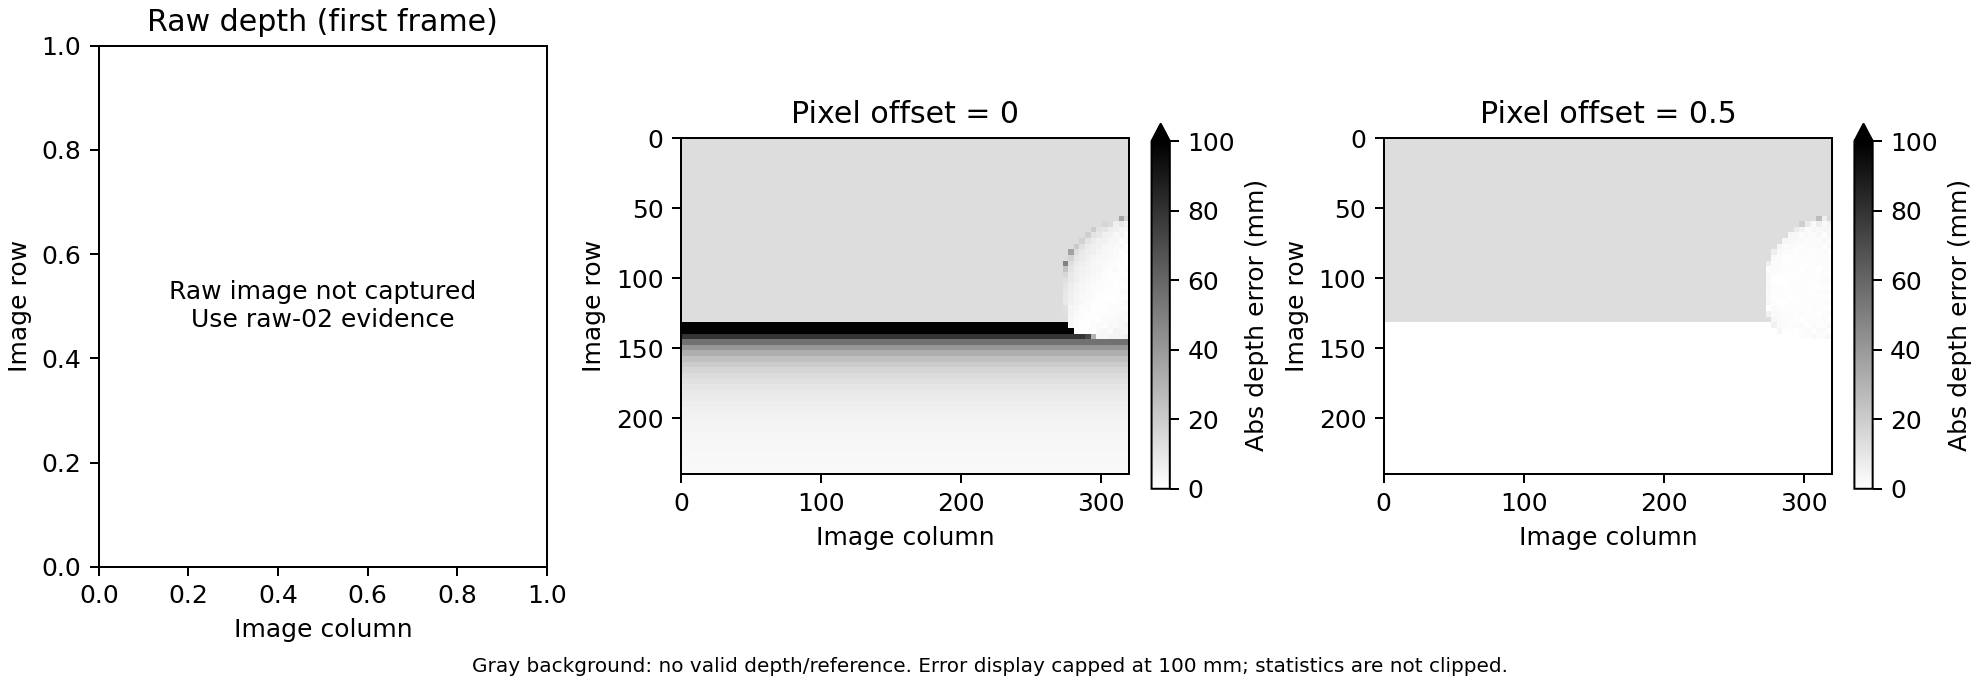 Raw depth (first frame)
1.0
0.8
0.6
0.4
0.2
0.0
Image row
Raw image not captured
Use raw-02 evidence
0.0 0.2 0.4 0.6 0.8 1.0
Image column
Pixel offset = 0
0
50
100
150
200
Image row
0 100 200 300
Image column
100
80
60
40
20
0
Abs depth error (mm)
Pixel offset = 0.5
0
50
100
150
200
Image row
0 100 200 300
Image column
100
80
60
40
20
0
Abs depth error (mm)
Gray background: no valid depth/reference. Error display capped at 100 mm; statistics are not clipped.